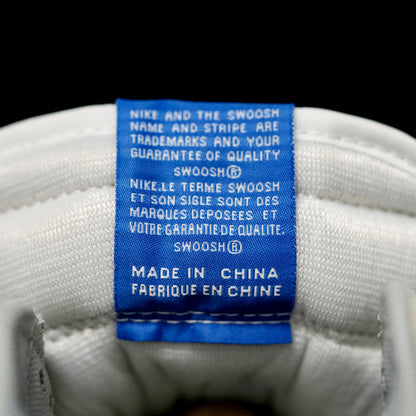 NIKE AND THE SWOOSH
NAME AND STRIPE ARE
TRADEMARKS AND YOUR
GUARANTEE OF QUALITY
SWOOSH®
NIKE.LE TERME SWOOSH
ET SON SIGLE SONT DES
MARQUES DEPOSEES ET
VOTRE GARANTIE DE QUALITE.
SWOOSH®
MADE IN CHINA
FABRIQUE EN CHINE